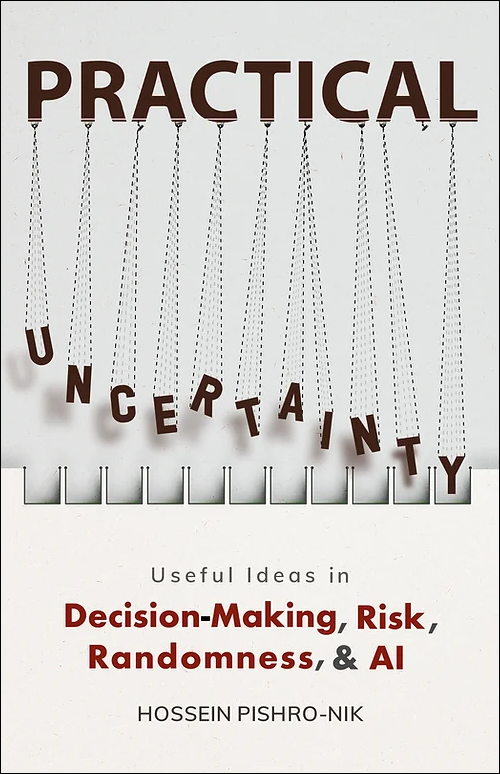 PRACTICAL
UNCERTAINTY
Useful Ideas in
Decision-Making, Risk,
Randomness, & AI
HOSSEIN PISHRO-NIK